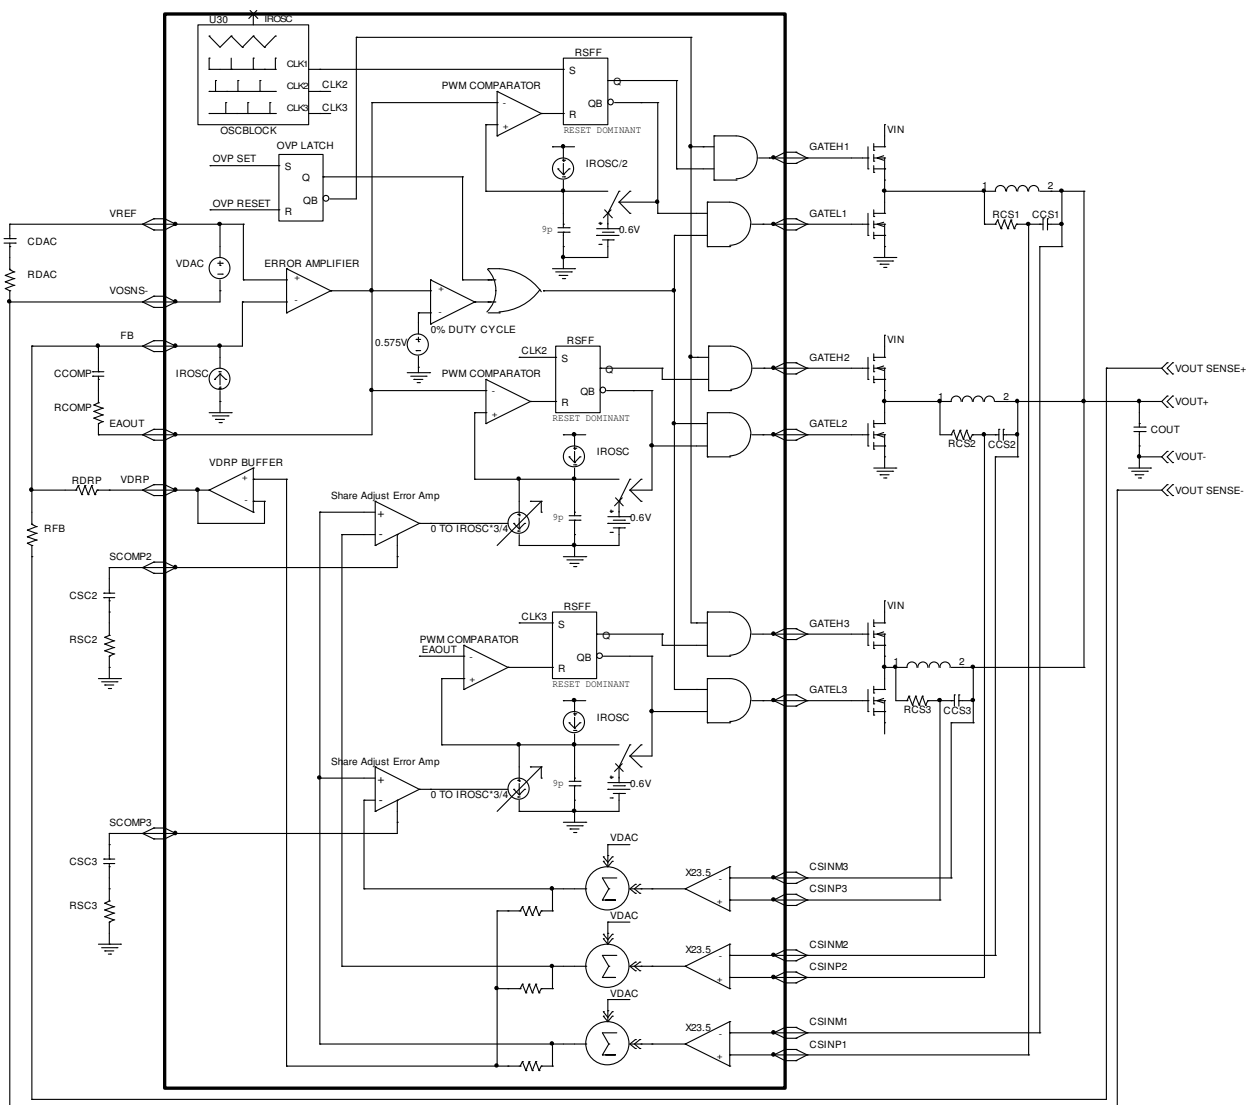 U30
IROSC
CLK1
CLK2
CLK2
CLK3
CLK3
OSCBLOCK
RSFF
S
Q
QB
R
RESET DOMINANT
PWM COMPARATOR
-
+
OVP LATCH
OVP SET
S
Q
QB
OVP RESET
R
IROSC/2
9p
0.6V
VREF
CDAC
RDAC
VDAC
VOSNS-
ERROR AMPLIFIER
+
-
+
-
0% DUTY CYCLE
0.575V
FB
CCOMP
RCOMP
IROSC
EAOUT
CLK2
RSFF
S
Q
QB
R
RESET DOMINANT
PWM COMPARATOR
-
+
IROSC
9p
0.6V
VDRP BUFFER
+
-
RDRP
VDRP
RFB
Share Adjust Error Amp
+
-
0 TO IROSC*3/4
SCOMP2
CSC2
RSC2
CLK3
RSFF
S
Q
QB
R
RESET DOMINANT
PWM COMPARATOR
EAOUT
-
+
IROSC
9p
0.6V
Share Adjust Error Amp
+
-
0 TO IROSC*3/4
SCOMP3
CSC3
RSC3
VDAC
Σ
X23.5
-
+
CSINM3
CSINP3
VDAC
Σ
X23.5
-
+
CSINM2
CSINP2
VDAC
Σ
X23.5
-
+
CSINM1
CSINP1
GATEH1
VIN
1
2
RCS1
CCS1
GATEL1
GATEH2
VIN
1
2
RCS2
CCS2
GATEL2
GATEH3
VIN
1
2
RCS3
CCS3
GATEL3
VOUT SENSE+
VOUT+
COUT
VOUT-
VOUT SENSE-